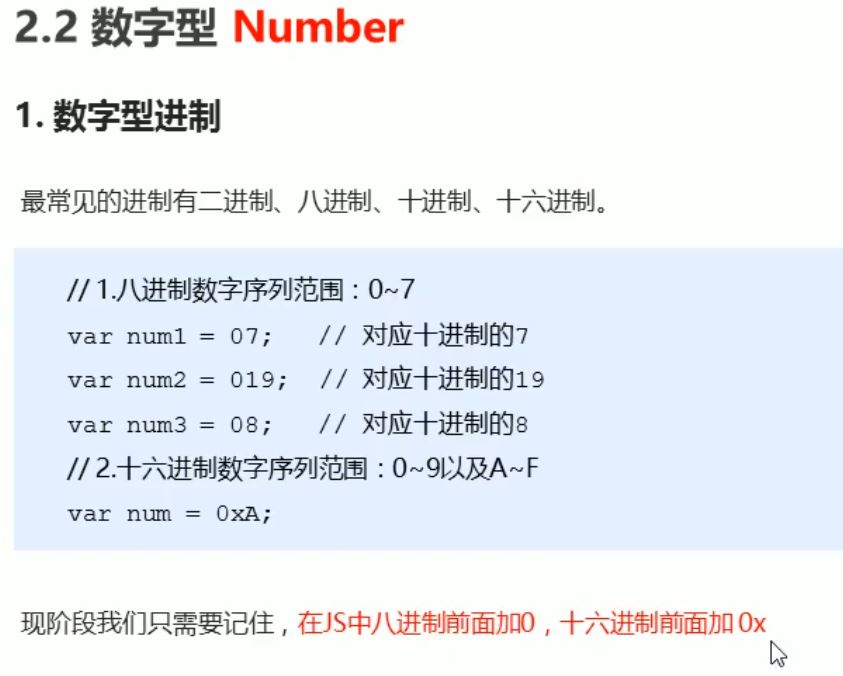 2.2 数字型 Number
1. 数字型进制
最常见的进制有二进制、八进制、十进制、十六进制。
// 1.八进制数字序列范围：0~7
var num1 = 07;   // 对应十进制的7
var num2 = 019;  // 对应十进制的19
var num3 = 08;   // 对应十进制的8
// 2.十六进制数字序列范围：0~9以及A~F
var num = 0xA;
现阶段我们只需要记住，在JS中八进制前面加0，十六进制前面加 0x